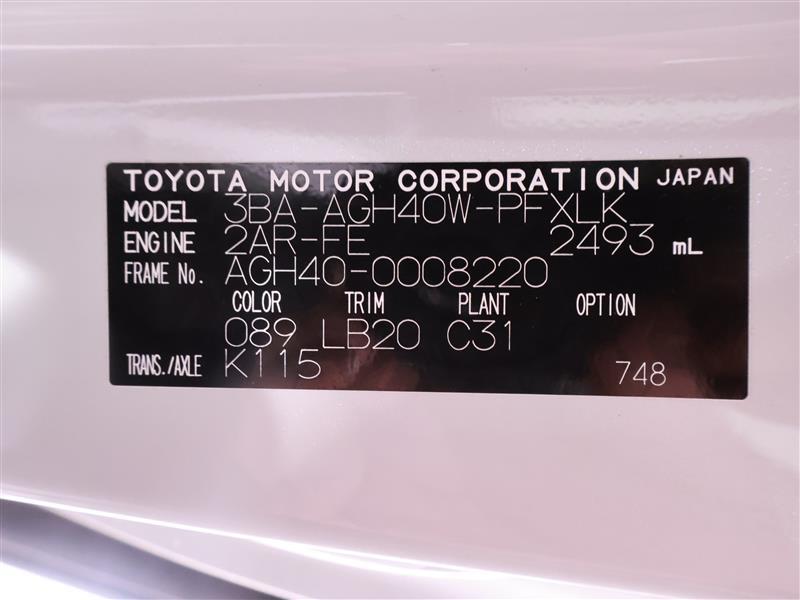 TOYOTA MOTOR CORPORATION JAPAN
MODEL 3BA-AGH40W-PFXLK
ENGINE 2AR-FE 2493 mL
FRAME No. AGH40-0008220
COLOR TRIM PLANT OPTION
089 LB20 C31
TRANS./AXLE K115 748